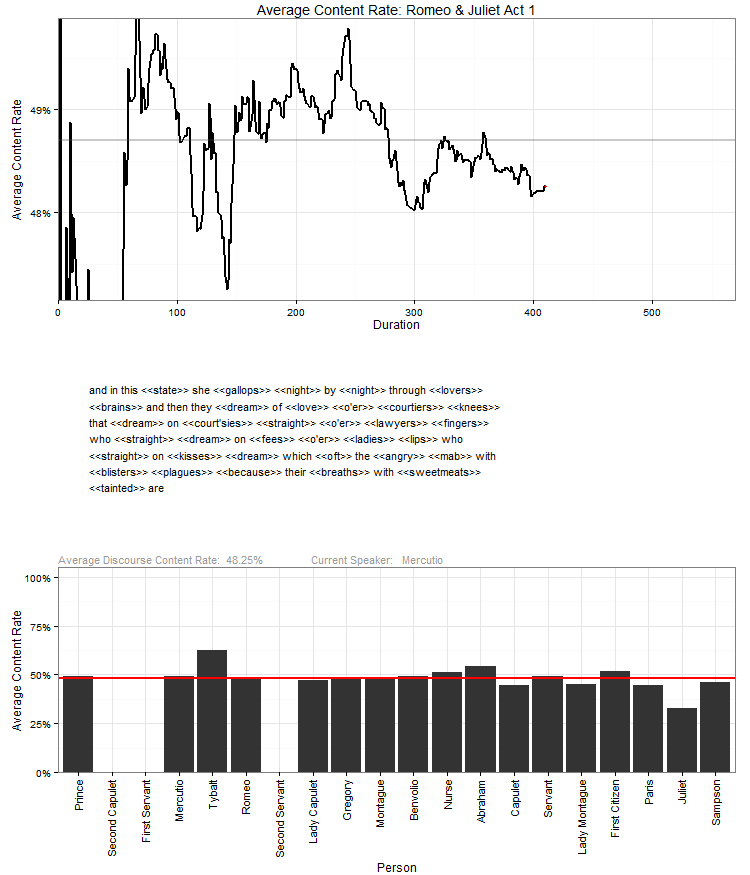 Average Content Rate: Romeo & Juliet Act 1
Average Content Rate
49%
48%
0
100
200
300
400
500
Duration
and in this <<state>> she <<gallops>> <<night>> by <<night>> through <<lovers>>
<<brains>> and then they <<dream>> of <<love>> <<o'er>> <<courtiers>> <<knees>>
that <<dream>> on <<court'sies>> <<straight>> <<o'er>> <<lawyers>> <<fingers>>
who <<straight>> <<dream>> on <<fees>> <<o'er>> <<ladies>> <<lips>> who
<<straight>> on <<kisses>> <<dream>> which <<oft>> the <<angry>> <<mab>> with
<<blisters>> <<plagues>> <<because>> their <<breaths>> with <<sweetmeats>>
<<tainted>> are
Average Discourse Content Rate: 48.25%
Current Speaker: Mercutio
Average Content Rate
100%
75%
50%
25%
0%
Prince
Second Capulet
First Servant
Mercutio
Tybalt
Romeo
Second Servant
Lady Capulet
Gregory
Montague
Benvolio
Nurse
Abraham
Capulet
Servant
Lady Montague
First Citizen
Paris
Juliet
Sampson
Person